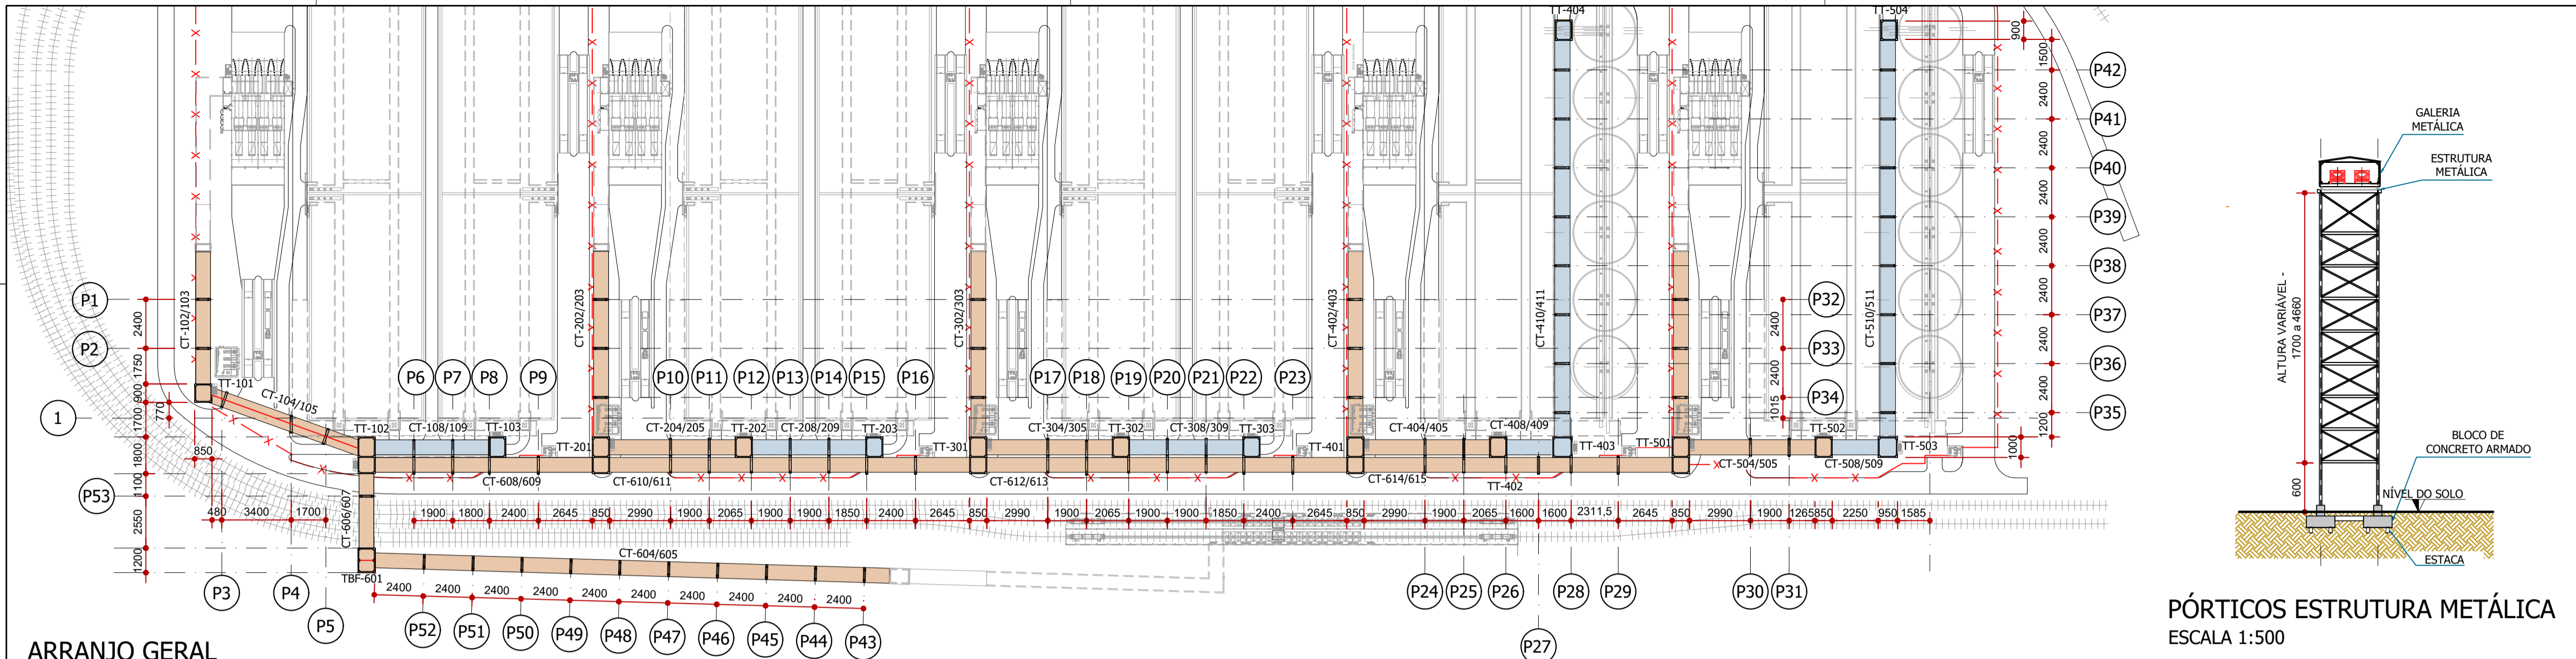 TT-404
TT-504
900
1500
P42
2400
P41
2400
P40
2400
P39
2400
P38
2400
P37
2400
P36
2400
P35
1200
1000
P1
2400
P2
1750
900
1700
770
1
1800
850
1100
P53
2550
1200
CT-102/103
CT-202/203
CT-302/303
CT-402/403
CT-410/411
CT-510/511
P32
2400
P33
2400
P34
1015
TT-101
CT-104/105
P6
P7
P8
P9
P10
P11
P12
P13
P14
P15
P16
P17
P18
P19
P20
P21
P22
P23
TT-102
CT-108/109
TT-103
TT-201
CT-204/205
TT-202
CT-208/209
TT-203
TT-301
CT-304/305
TT-302
CT-308/309
TT-303
TT-401
CT-404/405
CT-408/409
TT-403
TT-501
TT-502
TT-503
CT-504/505
CT-508/509
CT-608/609
CT-610/611
CT-612/613
CT-614/615
TT-402
CT-606/607
480
3400
1700
1900
1800
2400
2645
850
2990
1900
2065
1900
1900
1850
2400
2645
850
2990
1900
2065
1900
1900
1850
2400
2645
850
2990
1900
2065
1600
1600
2311,5
2645
850
2990
1900
1265
850
2250
950
1585
CT-604/605
TBF-601
P3
P4
P5
2400
2400
2400
2400
2400
2400
2400
2400
2400
2400
P52
P51
P50
P49
P48
P47
P46
P45
P44
P43
P24
P25
P26
P27
P28
P29
P30
P31
ARRANJO GERAL
GALERIA
METÁLICA
ESTRUTURA
METÁLICA
ALTURA VARIÁVEL -
1700 a 4660
600
BLOCO DE
CONCRETO ARMADO
NÍVEL DO SOLO
ESTACA
PÓRTICOS ESTRUTURA METÁLICA
ESCALA 1:500